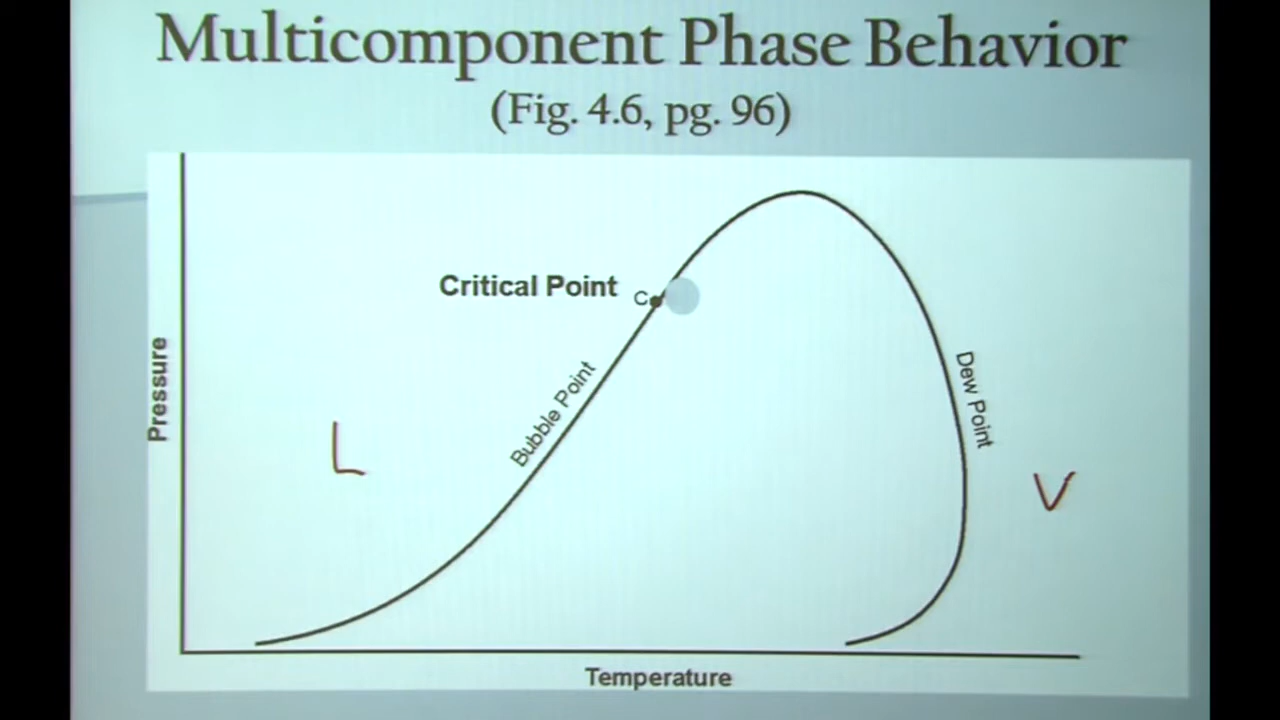 Multicomponent Phase Behavior
(Fig. 4.6, pg. 96)
Critical Point
C
Bubble Point
Dew Point
Pressure
L
V
Temperature